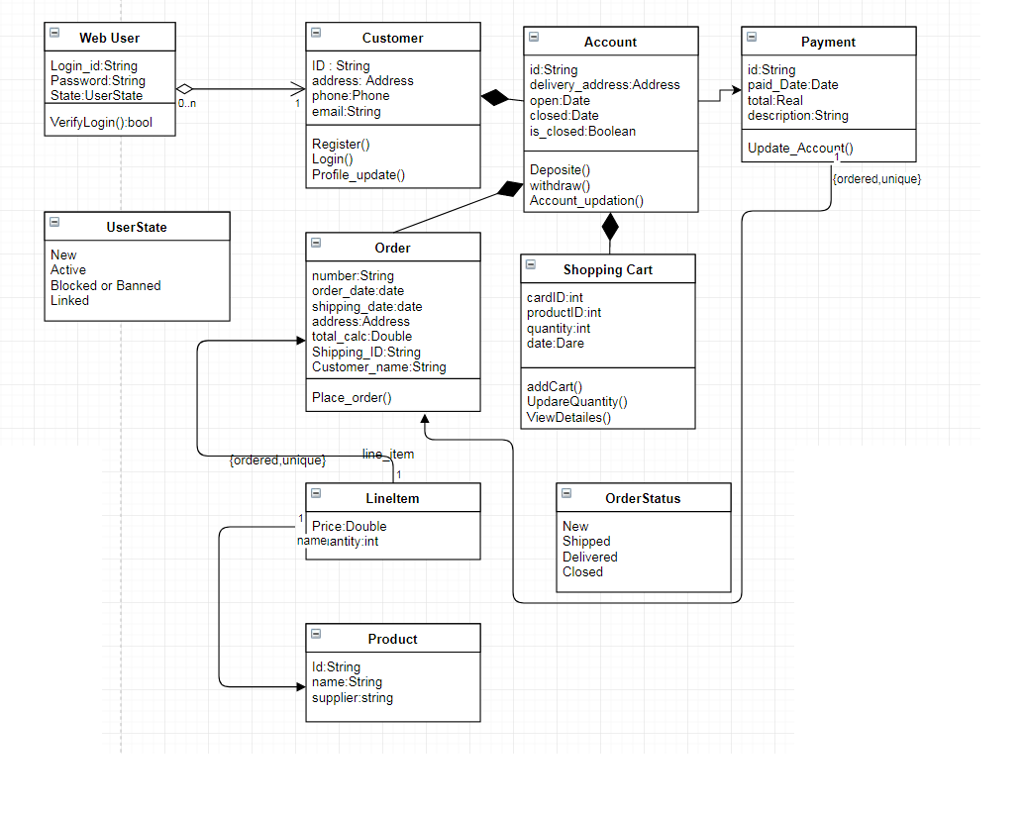 Web User
Login_id:String
Password:String
State:UserState
VerifyLogin():bool
0..n
1
Customer
ID : String
address: Address
phone:Phone
email:String
Register()
Login()
Profile_update()
Account
id:String
delivery_address:Address
open:Date
closed:Date
is_closed:Boolean
Deposite()
withdraw()
Account_updation()
Payment
id:String
paid_Date:Date
total:Real
description:String
Update_Account()
1
{ordered,unique}
UserState
New
Active
Blocked or Banned
Linked
Order
number:String
order_date:date
shipping_date:date
address:Address
total_calc:Double
Shipping_ID:String
Customer_name:String
Place_order()
Shopping Cart
cardID:int
productID:int
quantity:int
date:Dare
addCart()
UpdareQuantity()
ViewDetailes()
{ordered,unique}
line_item
1
LineItem
1
Price:Double
name
antity:int
OrderStatus
New
Shipped
Delivered
Closed
Product
Id:String
name:String
supplier:string